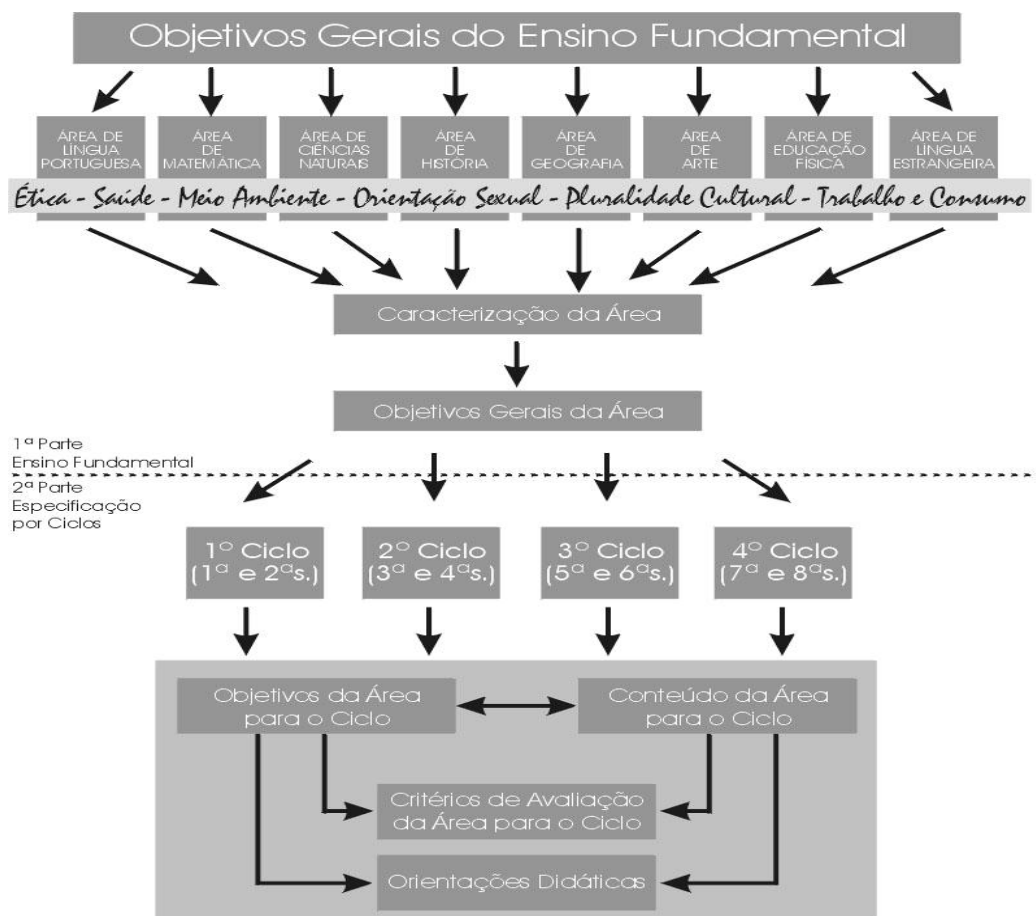 Objetivos Gerais do Ensino Fundamental
ÁREA DE
LÍNGUA
PORTUGUESA
ÁREA
DE
MATEMÁTICA
ÁREA DE
CIÊNCIAS
NATURAIS
ÁREA
DE
HISTÓRIA
ÁREA
DE
GEOGRAFIA
ÁREA
DE
ARTE
ÁREA DE
EDUCAÇÃO
FÍSICA
ÁREA DE
LÍNGUA
ESTRANGEIRA
Ética - Saúde - Meio Ambiente - Orientação Sexual - Pluralidade Cultural - Trabalho e Consumo
Caracterização da Área
Objetivos Gerais da Área
1ª Parte
Ensino Fundamental
2ª Parte
Especificação
por Ciclos
1º Ciclo
(1ª e 2ªs.)
2º Ciclo
(3ª e 4ªs.)
3º Ciclo
(5ª e 6ªs.)
4º Ciclo
(7ª e 8ªs.)
Objetivos da Área
para o Ciclo
Conteúdo da Área
para o Ciclo
Critérios de Avaliação
da Área para o Ciclo
Orientações Didáticas